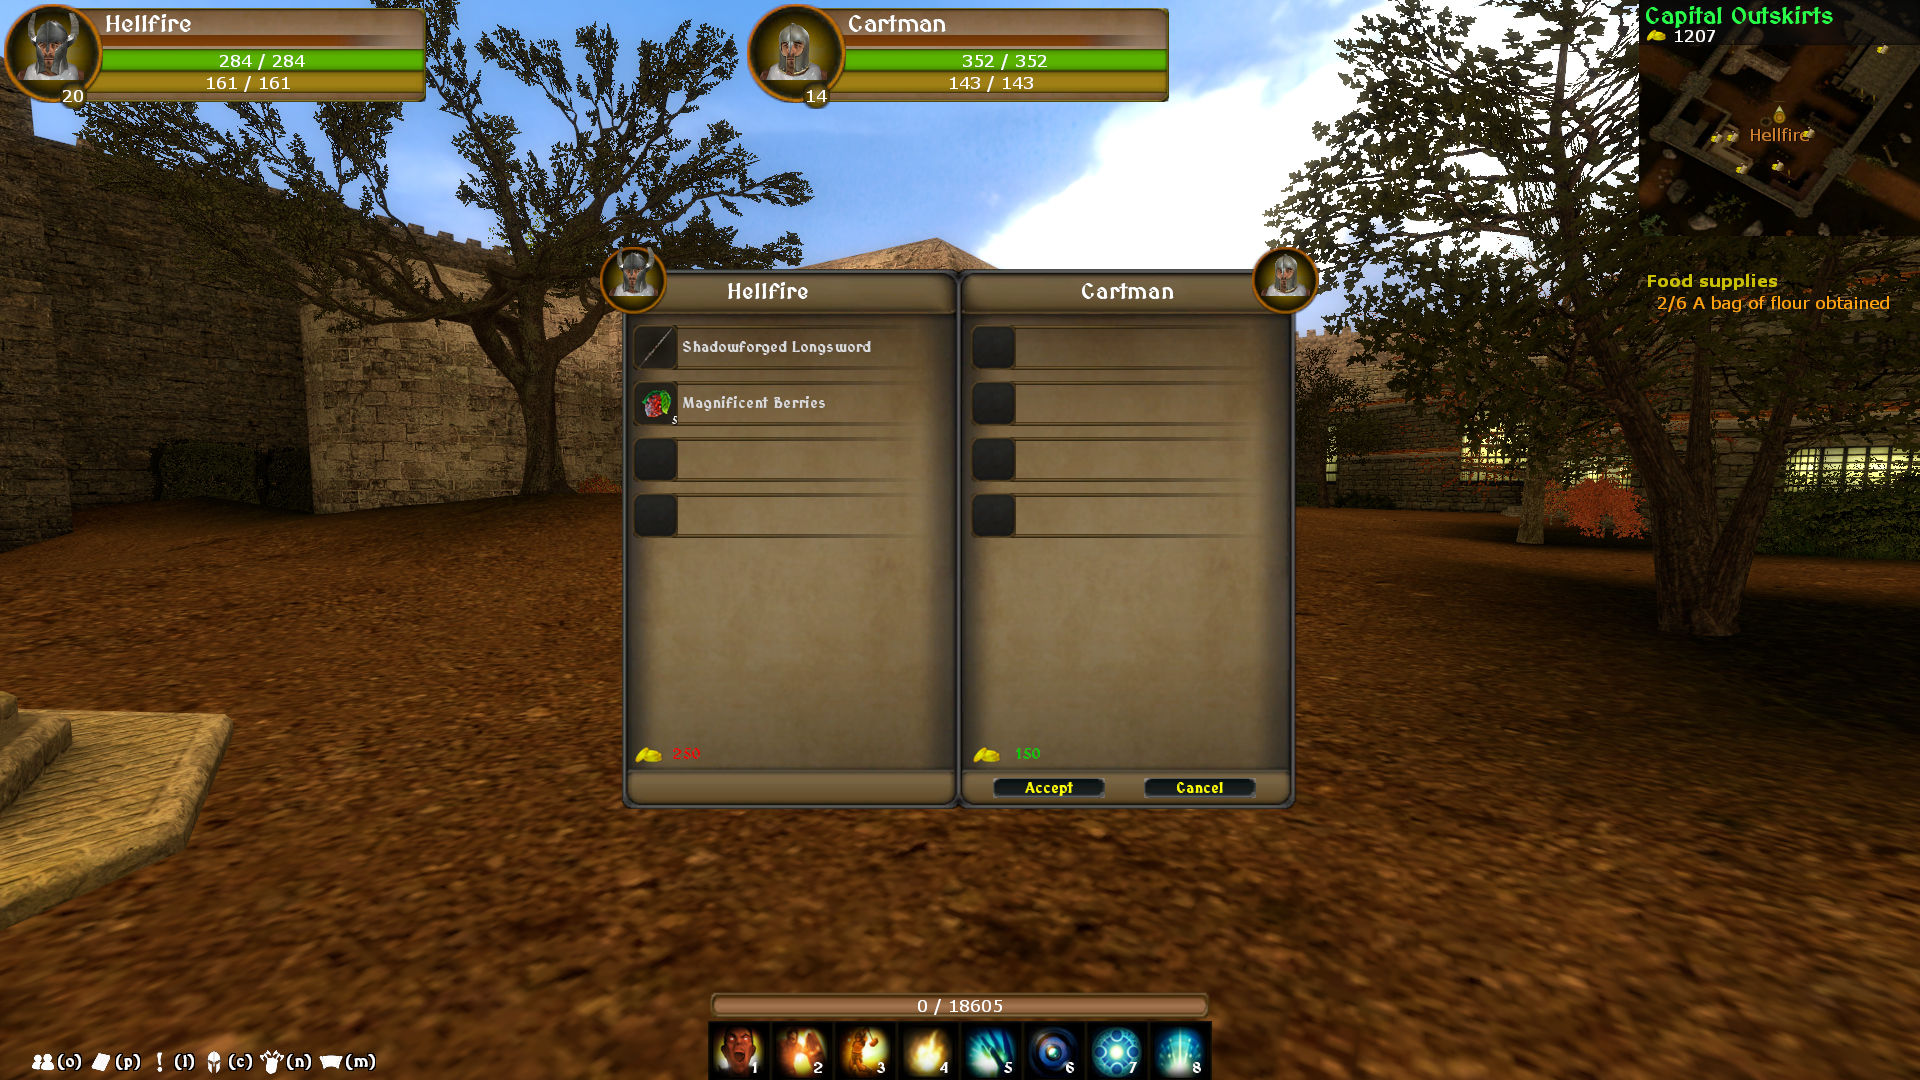 Hellfire
284 / 284
161 / 161
20
Cartman
352 / 352
143 / 143
14
Capital Outskirts
1207
Hellfire
Food supplies
2/6 A bag of flour obtained
Hellfire
Shadowforged Longsword
Magnificent Berries
5
250
Cartman
150
Accept
Cancel
0 / 18605
1 2 3 4 5 6 7 8
(o) (p) (l) (c) (n) (m)